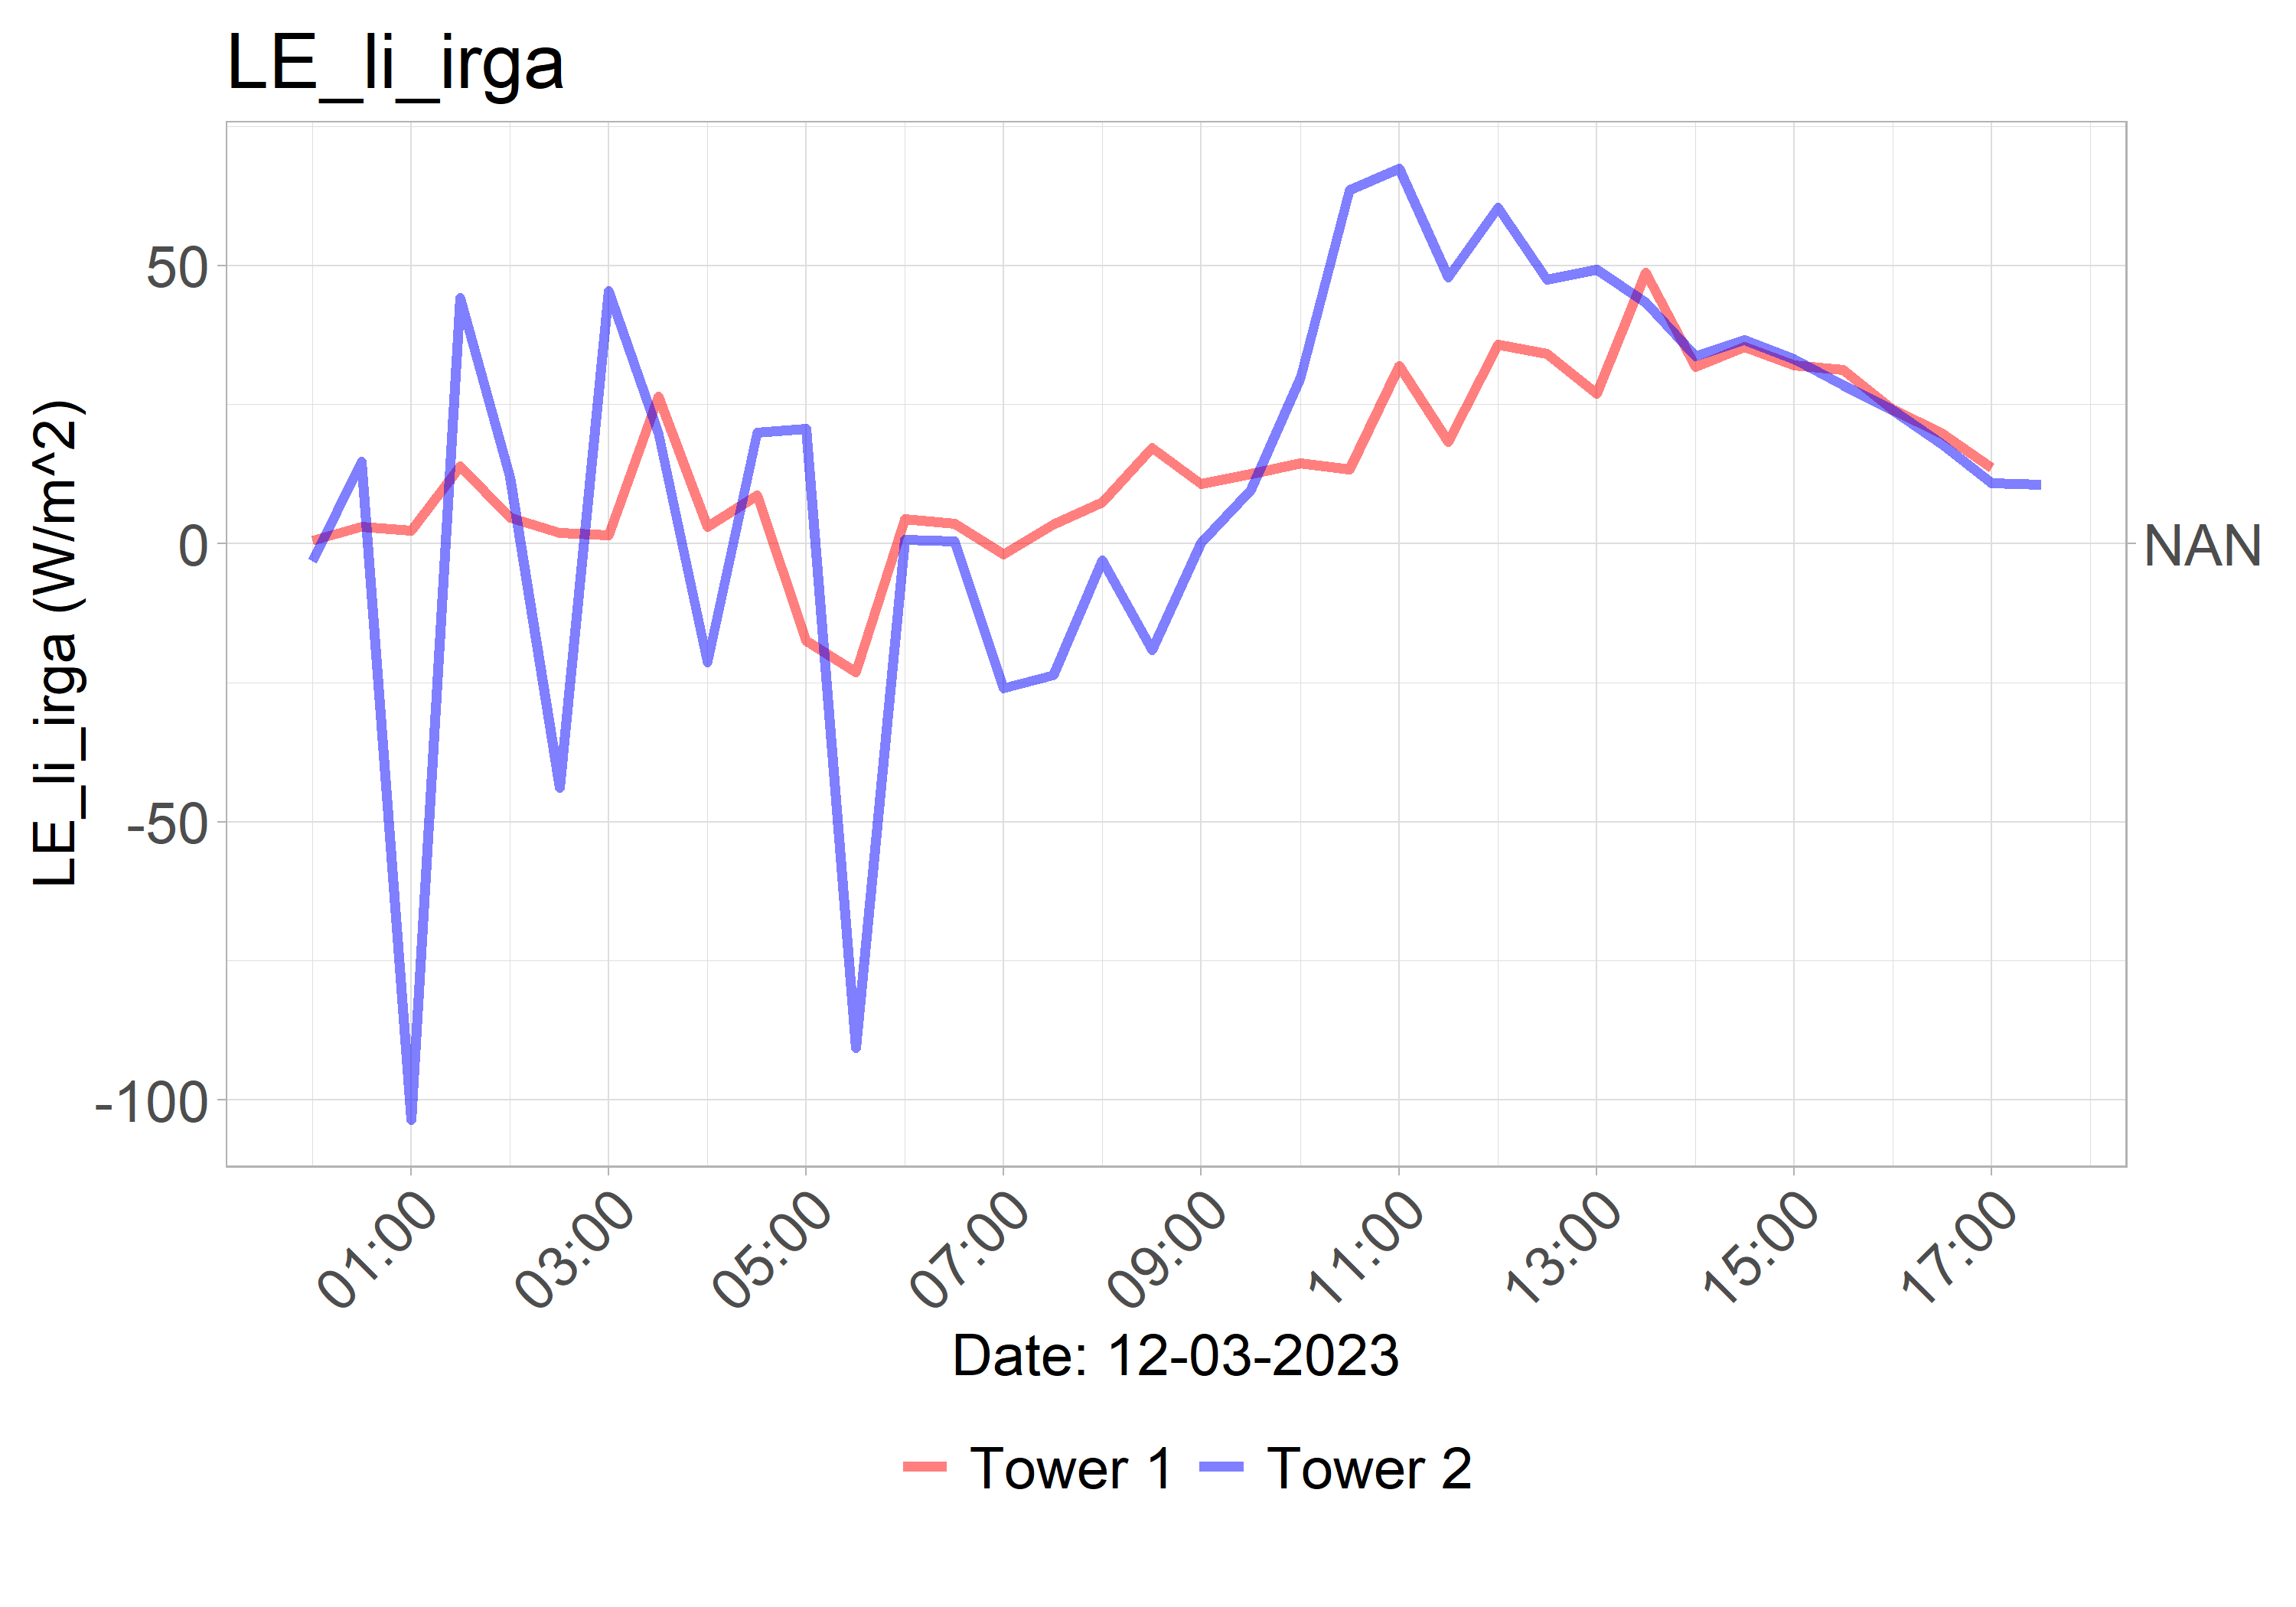 LE_li_irga
LE_li_irga (W/m^2)
50
0
-50
-100
NAN
01:00 03:00 05:00 07:00 09:00 11:00 13:00 15:00 17:00
Date: 12-03-2023
Tower 1 Tower 2